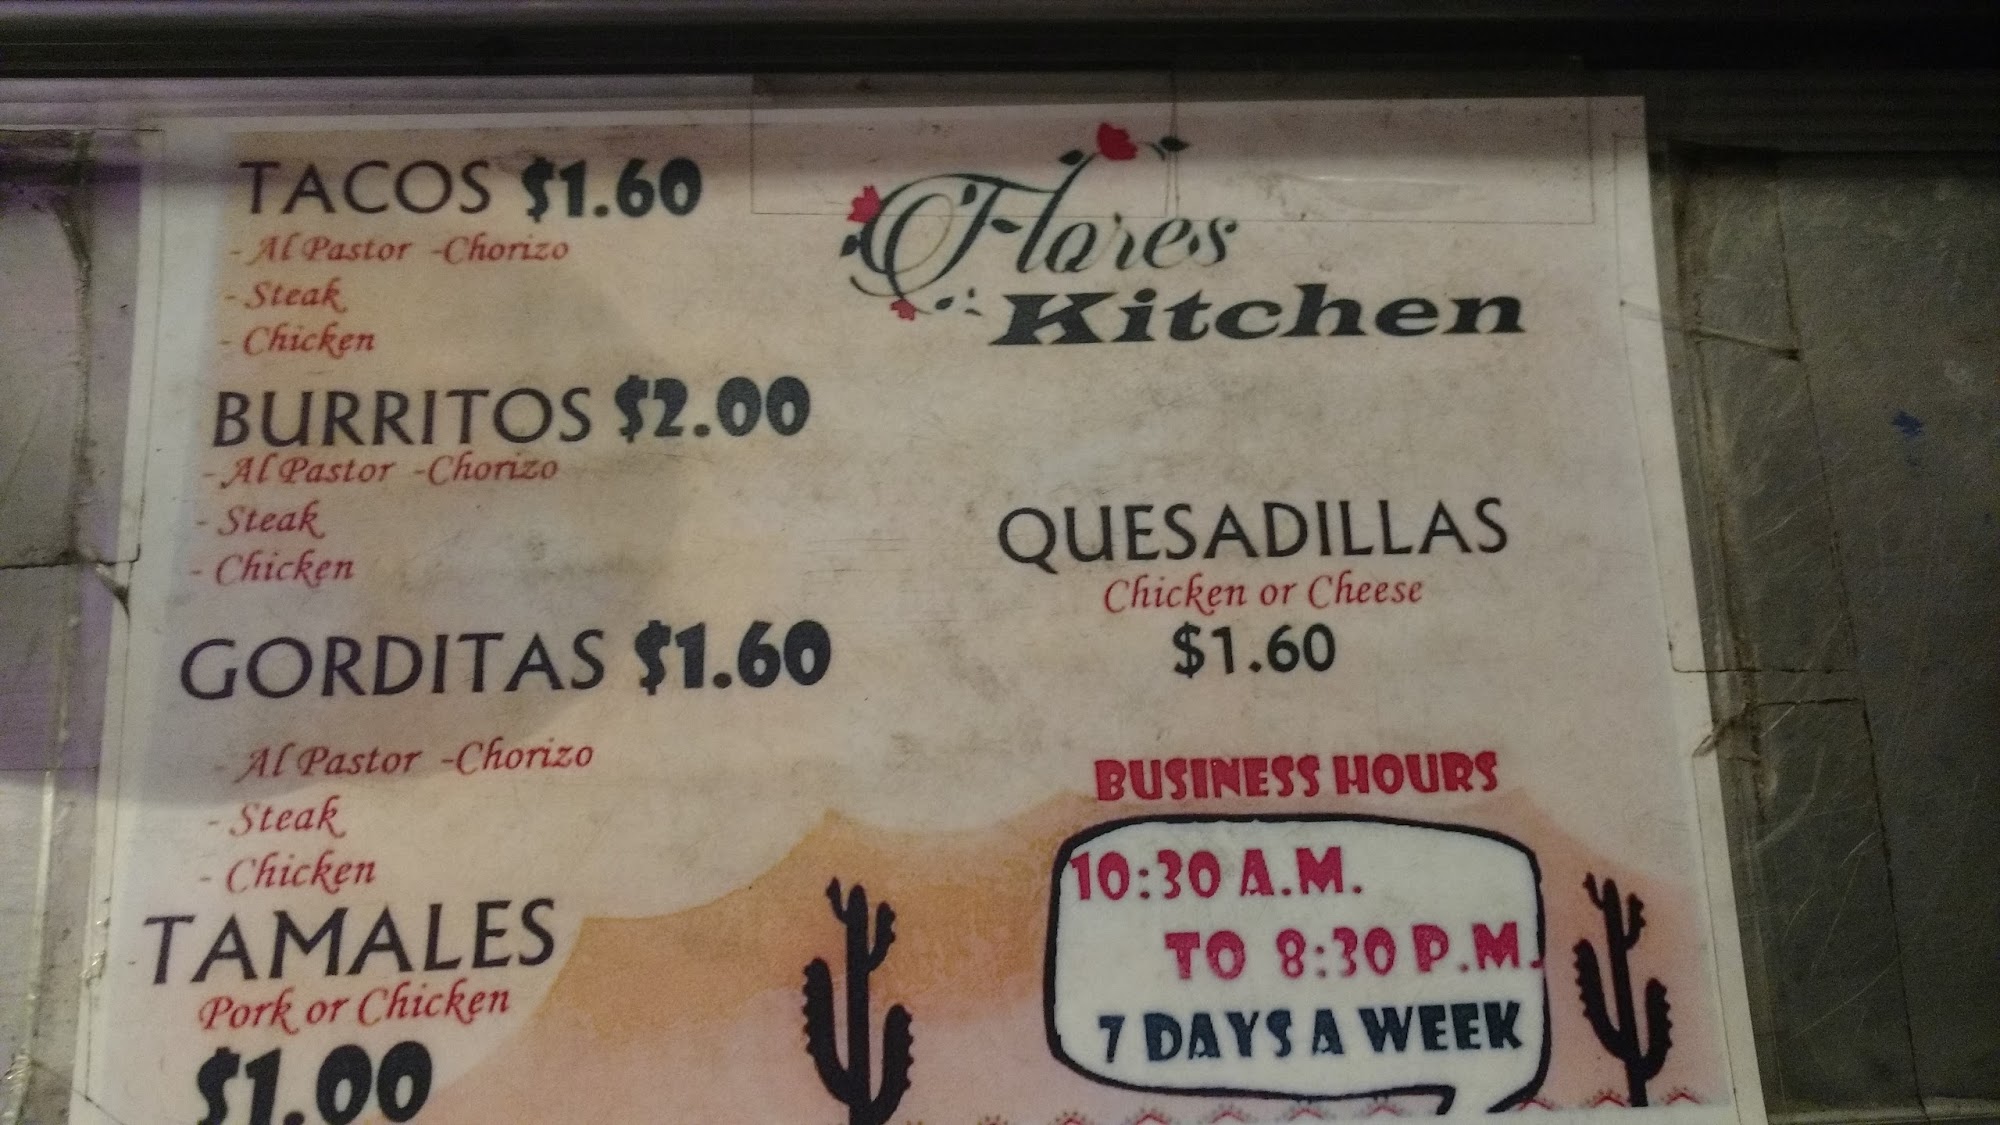 TACOS $1.60
- Al Pastor -Chorizo
- Steak
- Chicken
BURRITOS $2.00
- Al Pastor -Chorizo
- Steak
- Chicken
GORDITAS $1.60
- Al Pastor -Chorizo
- Steak
- Chicken
TAMALES
Pork or Chicken
$1.00
Flores
Kitchen
QUESADILLAS
Chicken or Cheese
$1.60
BUSINESS HOURS
10:30 A.M.
TO 8:30 P.M.
7 DAYS A WEEK